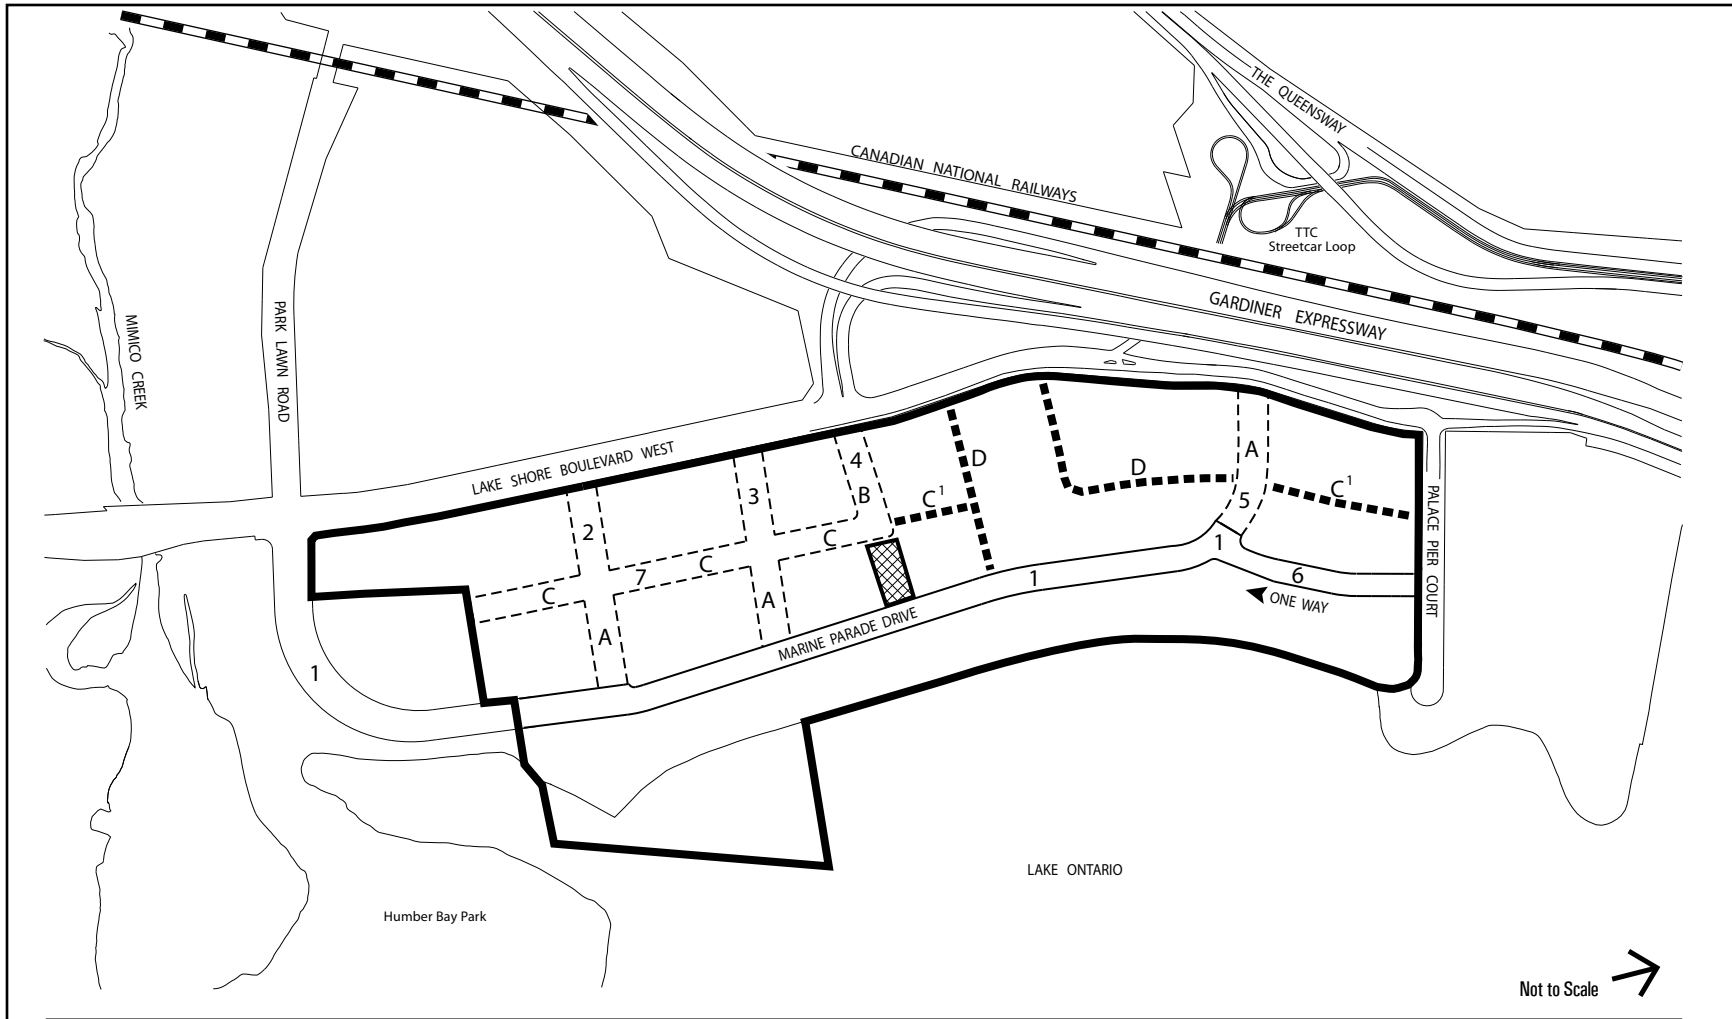 THE QUEENSWAY
CANADIAN NATIONAL RAILWAYS
TTC
Streetcar Loop
GARDINER EXPRESSWAY
MIMICO CREEK
PARK LAWN ROAD
LAKE SHORE BOULEVARD WEST
PALACE PIER COURT
4
D
A
D
3
B
C¹
5
C¹
2
C
1
7
C
1
6
C
A
ONE WAY
A
MARINE PARADE DRIVE
1
LAKE ONTARIO
Humber Bay Park
Not to Scale